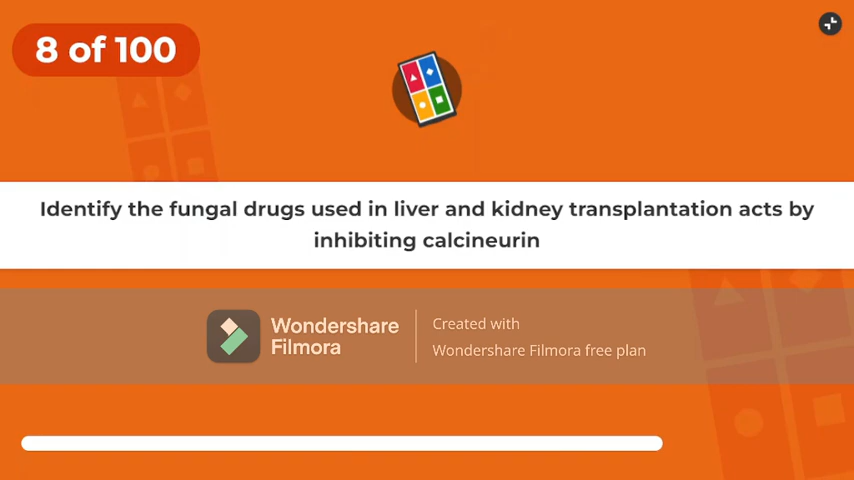 8 of 100
Identify the fungal drugs used in liver and kidney transplantation acts by
inhibiting calcineurin
Wondershare
Filmora
Created with
Wondershare Filmora free plan